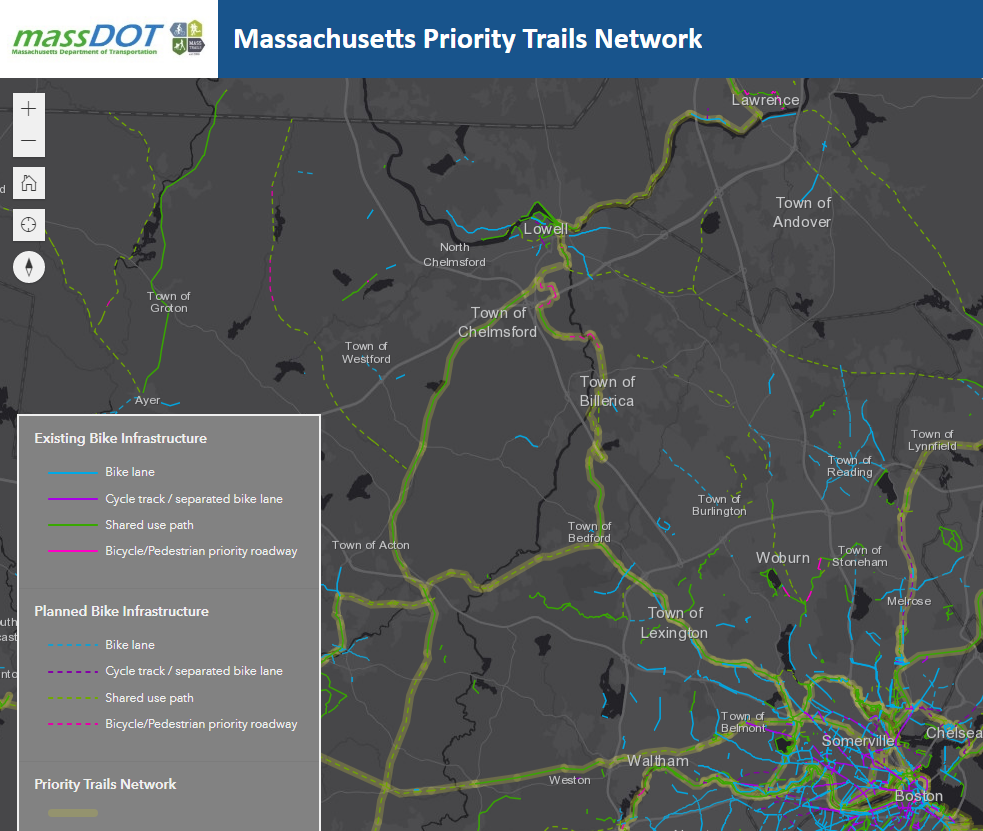 massDOT
Massachusetts Department of Transportation
MASS
TRAILS
Massachusetts Priority Trails Network
Lawrence
Town of
Andover
Lowell
North
Chelmsford
Town of
Groton
Town of
Chelmsford
Town of
Westford
Town of
Billerica
Ayer
Town of
Lynnfield
Town of
Reading
Town of
Burlington
Town of
Bedford
Town of Acton
Woburn
Town of
Stoneham
Melrose
Town of
Lexington
Town of
Belmont
Somerville
Chelsea
Waltham
Weston
Boston
Existing Bike Infrastructure
Bike lane
Cycle track / separated bike lane
Shared use path
Bicycle/Pedestrian priority roadway
Planned Bike Infrastructure
Bike lane
Cycle track / separated bike lane
Shared use path
Bicycle/Pedestrian priority roadway
Priority Trails Network